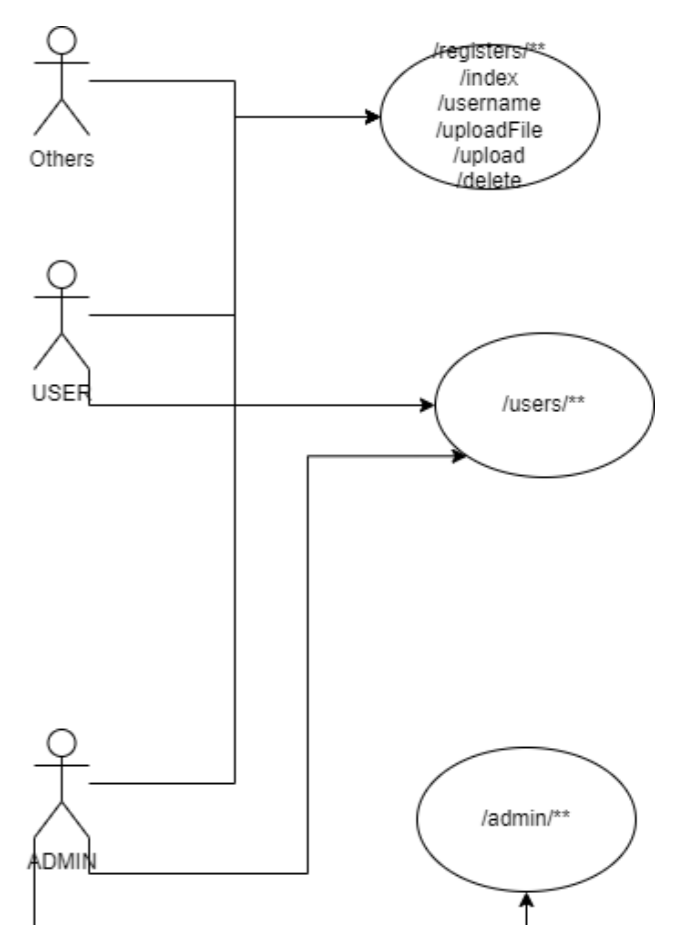 /registers/**
/index
/username
/uploadFile
/upload
/delete
Others
USER
/users/**
/admin/**
ADMIN